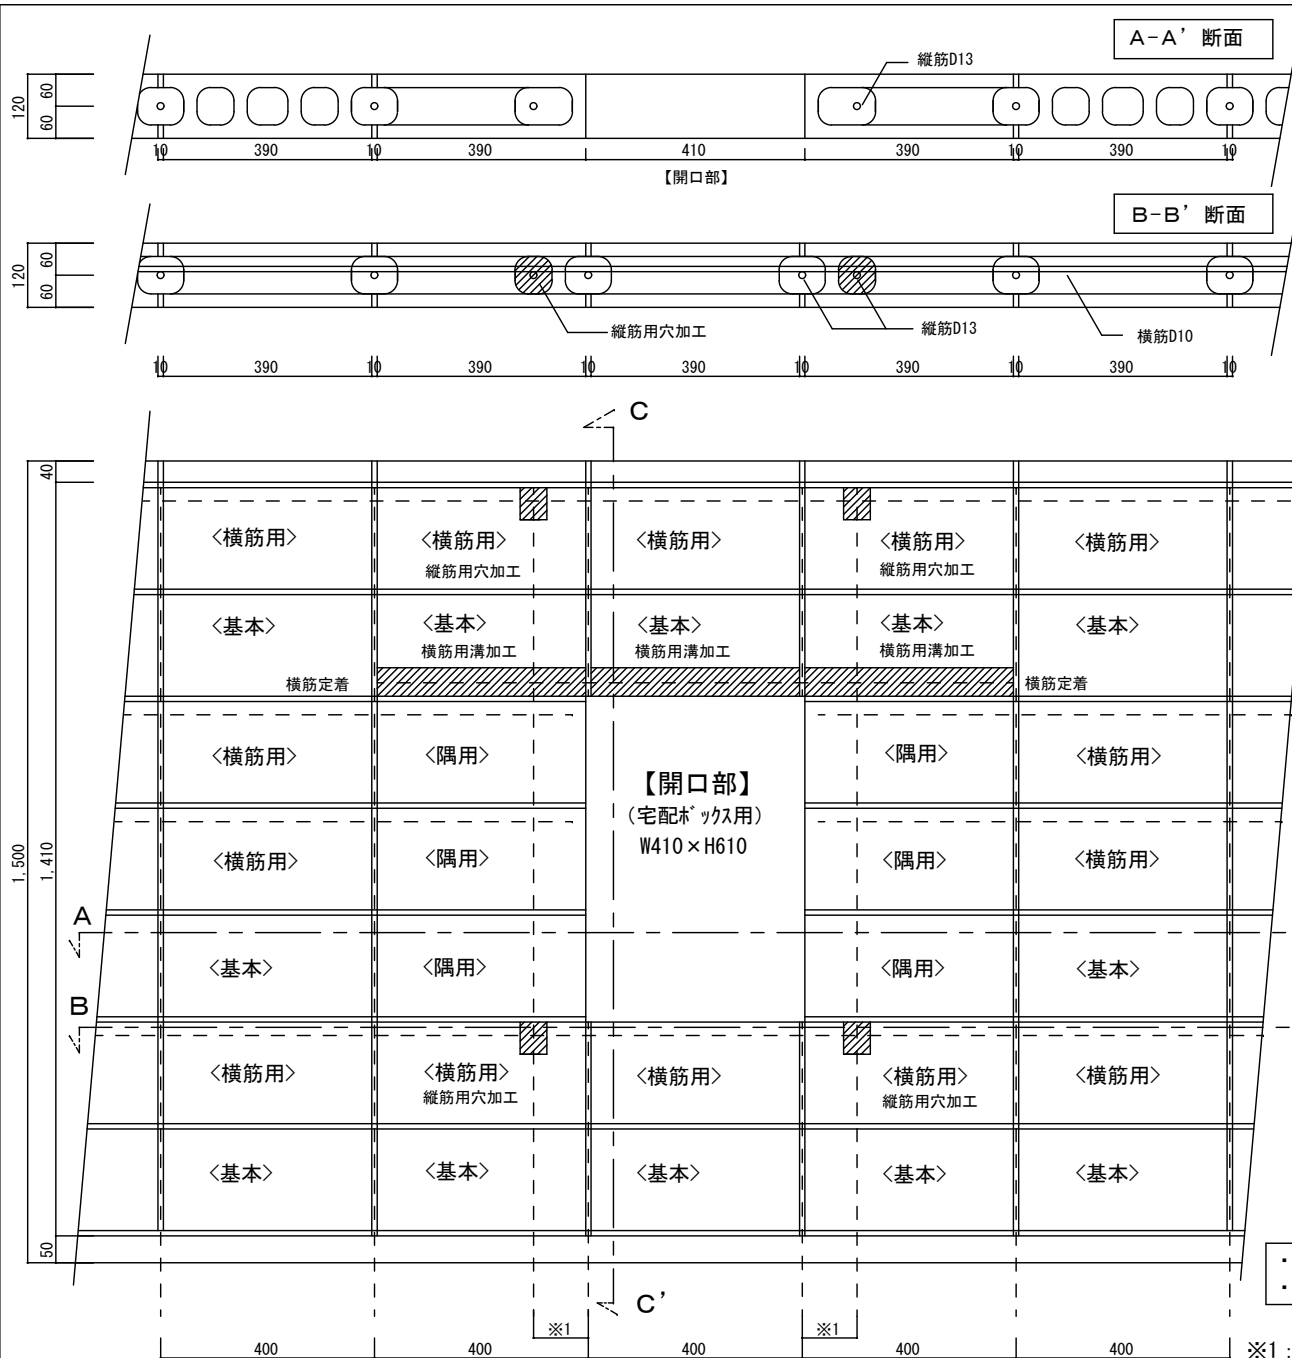 A-A’ 断面
縦筋D13
120
60
60
10
390
10
390
410
390
10
390
10
【開口部】
B-B’ 断面
120
60
60
縦筋用穴加工
縦筋D13
横筋D10
10
390
10
390
10
390
10
390
10
390
10
C
40
<横筋用>
<横筋用>
<横筋用>
<横筋用>
<横筋用>
縦筋用穴加工
縦筋用穴加工
<基本>
<基本>
<基本>
<基本>
<基本>
横筋用溝加工
横筋用溝加工
横筋用溝加工
横筋定着
横筋定着
<横筋用>
<隅用>
<隅用>
<横筋用>
【開口部】
(宅配ボックス用)
W410×H610
1,500
1,410
<横筋用>
<隅用>
<隅用>
<横筋用>
A
<基本>
<隅用>
<隅用>
<基本>
B
<横筋用>
<横筋用>
<横筋用>
<横筋用>
<横筋用>
縦筋用穴加工
縦筋用穴加工
<基本>
<基本>
<基本>
<基本>
<基本>
50
・
・
C’
※1
※1
400
400
400
400
400
※1: